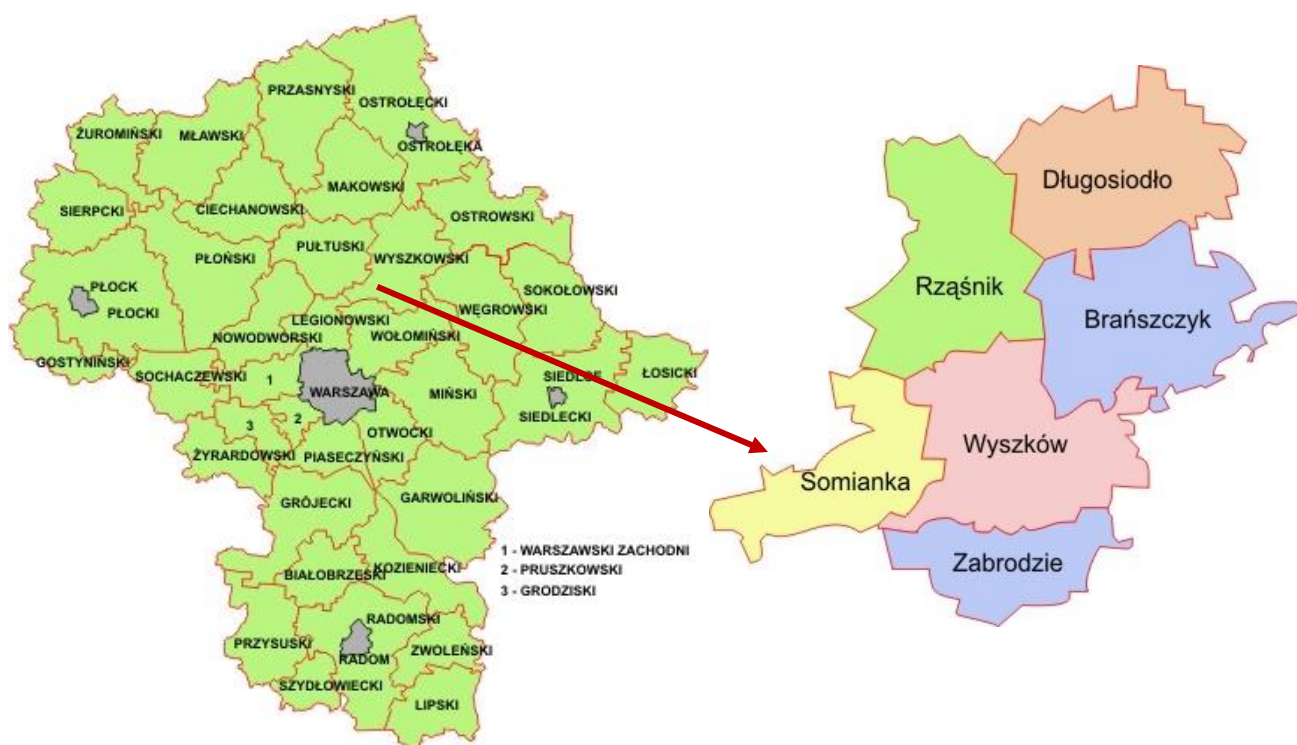 PRZASNYSKI
OSTROŁĘCKI
ŻUROMIŃSKI
MŁAWSKI
OSTROŁĘKA
MAKOWSKI
SIERPCKI
CIECHANOWSKI
OSTROWSKI
PŁOŃSKI
PUŁTUSKI
WYSZKOWSKI
PŁOCK
PŁOCKI
SOKOŁOWSKI
WĘGROWSKI
LEGIONOWSKI
NOWODWORSKI
WOŁOMIŃSKI
GOSTYNIŃSKI
SOCHACZEWSKI
1
WARSZAWA
MIŃSKI
SIEDLCE
ŁOSICKI
SIEDLECKI
2
3
OTWOCKI
ŻYRARDOWSKI
PIASECZYŃSKI
GRÓJECKI
GARWOLIŃSKI
1 - WARSZAWSKI ZACHODNI
2 - PRUSZKOWSKI
3 - GRODZISKI
BIAŁOBRZESKI
KOZIENICKI
RADOMSKI
PRZYSUSKI
RADOM
ZWOLEŃSKI
SZYDŁOWIECKI
LIPSKI
Długosiodło
Rząśnik
Brańszczyk
Wyszków
Somianka
Zabrodzie